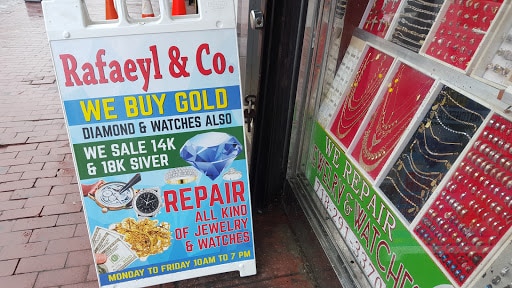 Rafaeyl & Co.
WE BUY GOLD
DIAMOND & WATCHES ALSO
WE SALE 14K
& 18K SIVER
REPAIR
ALL KIND
OF JEWELRY
& WATCHES
MONDAY TO FRIDAY 10AM TO 7 PM
WE REPAIR
JEWELRY & WATCHES